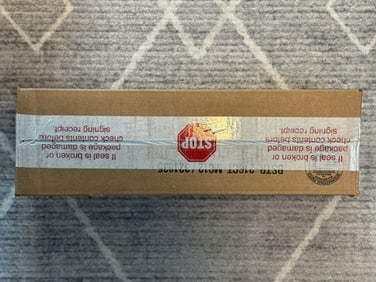 If seal is broken or
package is damaged
check contents before
signing receipt
STOP
If seal is broken or
package is damaged
check contents before
signing receipt